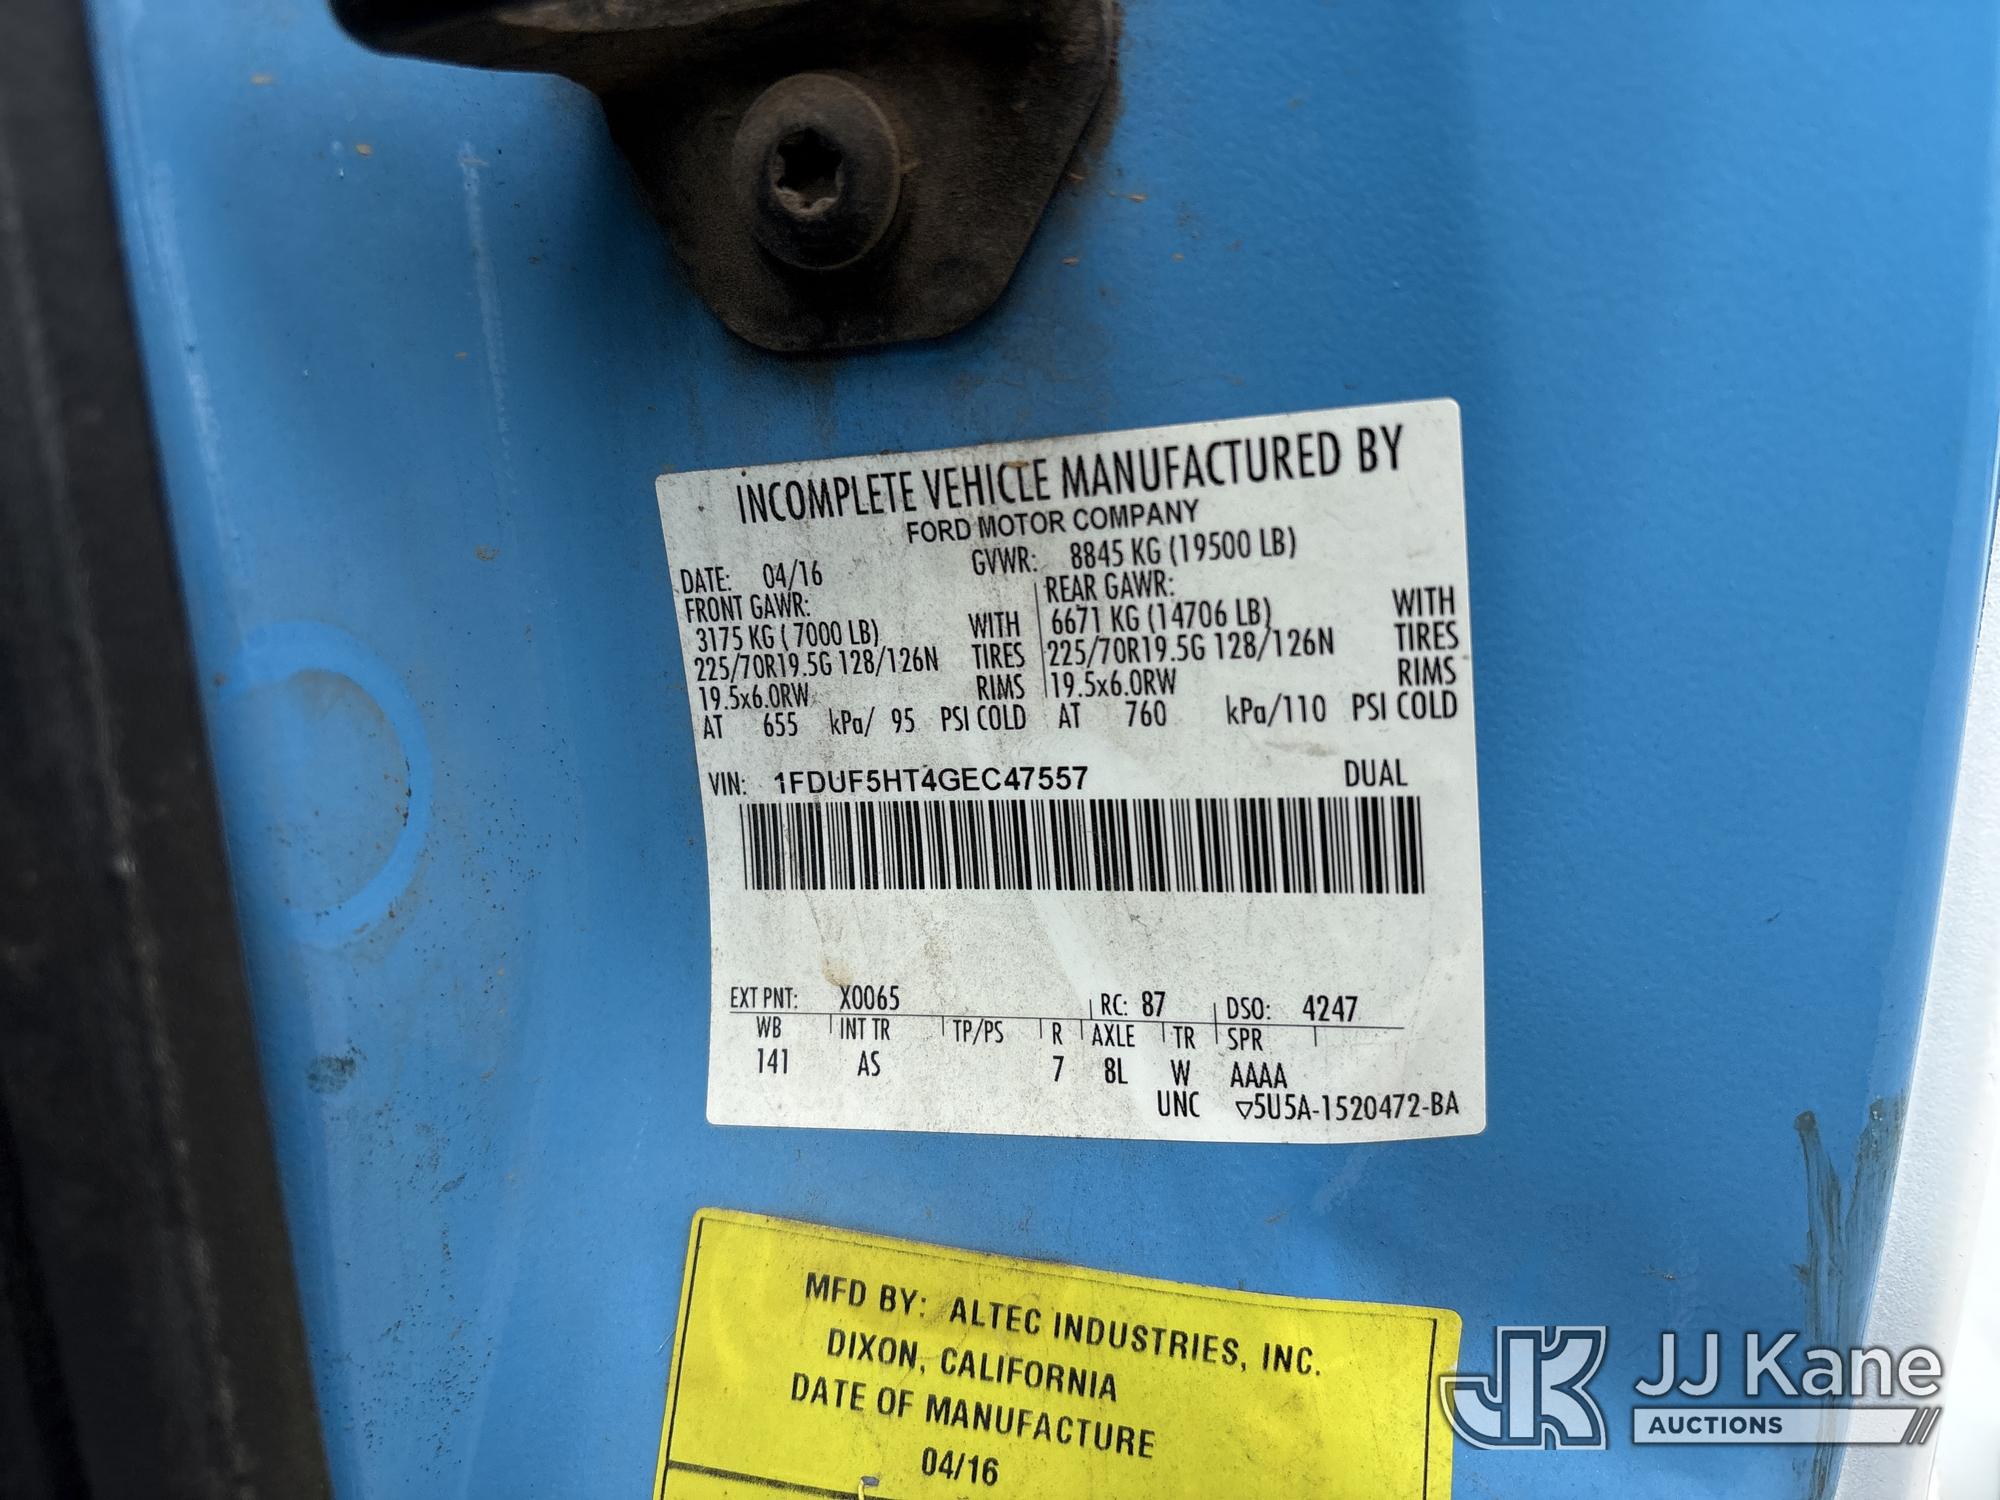 INCOMPLETE VEHICLE MANUFACTURED BY
FORD MOTOR COMPANY
DATE: 04/16 GVWR: 8845 KG (19500 LB)
FRONT GAWR: REAR GAWR:
3175 KG ( 7000 LB) WITH 6671 KG (14706 LB) WITH
225/70R19.5G 128/126N TIRES 225/70R19.5G 128/126N TIRES
19.5x6.0RW RIMS 19.5x6.0RW RIMS
AT 655 kPa/ 95 PSI COLD AT 760 kPa/110 PSI COLD
VIN: 1FDUF5HT4GEC47557 DUAL
EXT PNT: X0065 RC: 87 DSO: 4247
WB INT TR TP/PS R AXLE TR SPR
141 AS 7 8L W AAAA
UNC ▽5U5A-1520472-BA
MFD BY: ALTEC INDUSTRIES, INC.
DIXON, CALIFORNIA
DATE OF MANUFACTURE
04/16
JK JJ Kane
AUCTIONS